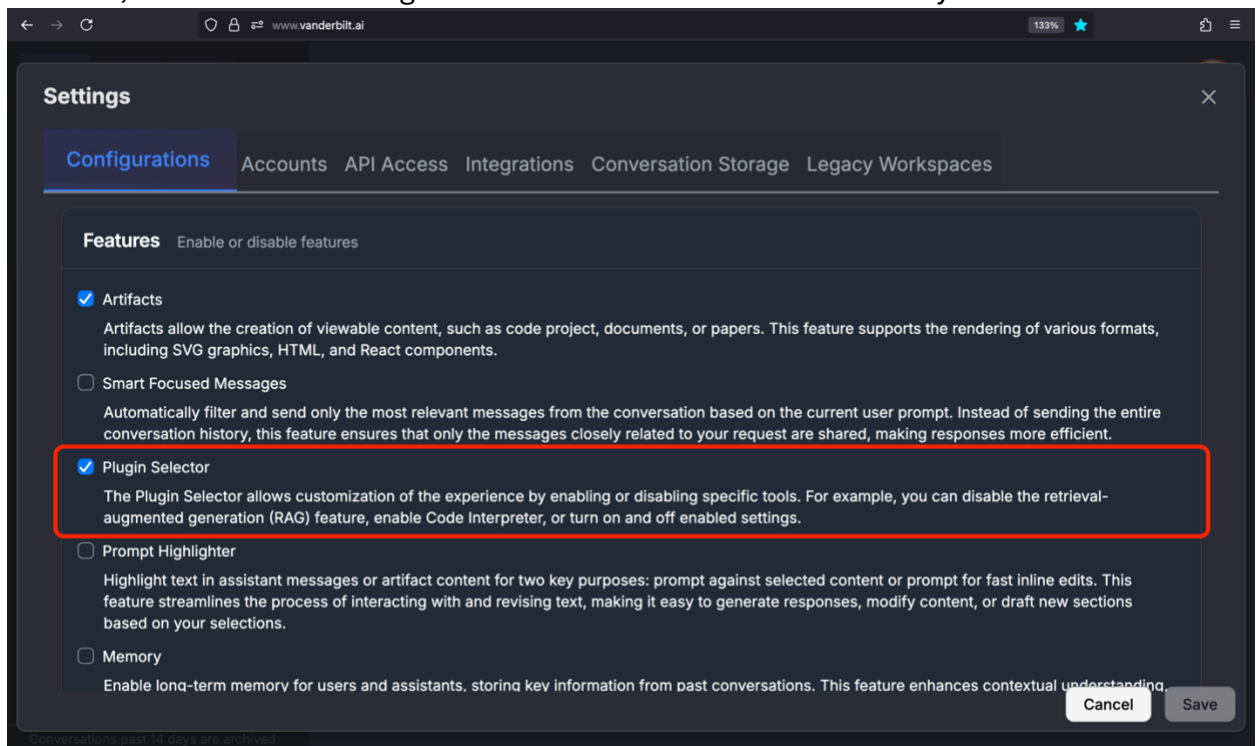 www.vanderbilt.ai
133%
Settings
Configurations Accounts API Access Integrations Conversation Storage Legacy Workspaces
Features Enable or disable features
Artifacts
Artifacts allow the creation of viewable content, such as code project, documents, or papers. This feature supports the rendering of various formats,
including SVG graphics, HTML, and React components.
Smart Focused Messages
Automatically filter and send only the most relevant messages from the conversation based on the current user prompt. Instead of sending the entire
conversation history, this feature ensures that only the messages closely related to your request are shared, making responses more efficient.
Plugin Selector
The Plugin Selector allows customization of the experience by enabling or disabling specific tools. For example, you can disable the retrieval-
augmented generation (RAG) feature, enable Code Interpreter, or turn on and off enabled settings.
Prompt Highlighter
Highlight text in assistant messages or artifact content for two key purposes: prompt against selected content or prompt for fast inline edits. This
feature streamlines the process of interacting with and revising text, making it easy to generate responses, modify content, or draft new sections
based on your selections.
Memory
Enable long-term memory for users and assistants, storing key information from past conversations. This feature enhances contextual understanding,
Cancel Save
Conversations past 14 days are archived